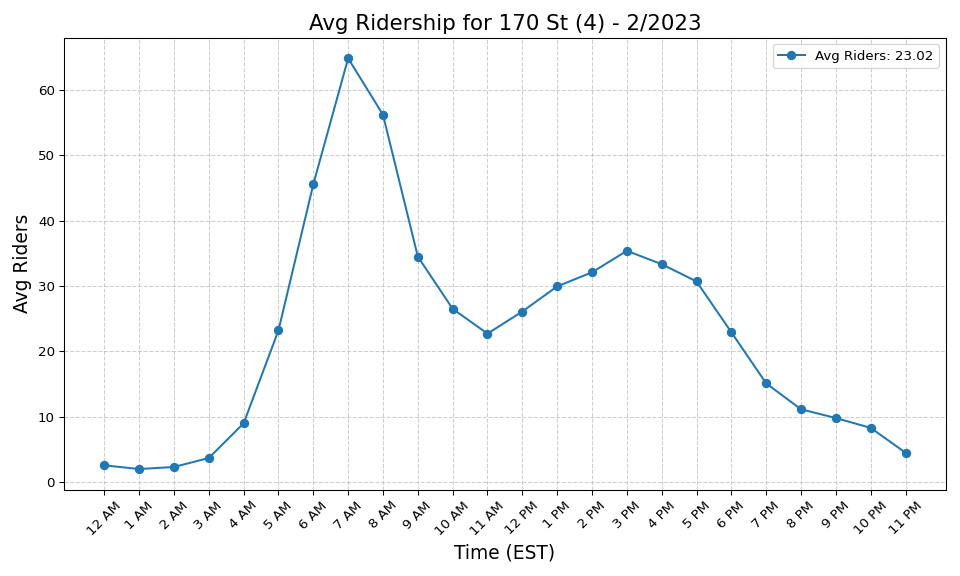 Avg Ridership for 170 St (4) - 2/2023
Avg Riders: 23.02
Avg Riders
60
50
40
30
20
10
0
12 AM
1 AM
2 AM
3 AM
4 AM
5 AM
6 AM
7 AM
8 AM
9 AM
10 AM
11 AM
12 PM
1 PM
2 PM
3 PM
4 PM
5 PM
6 PM
7 PM
8 PM
9 PM
10 PM
11 PM
Time (EST)